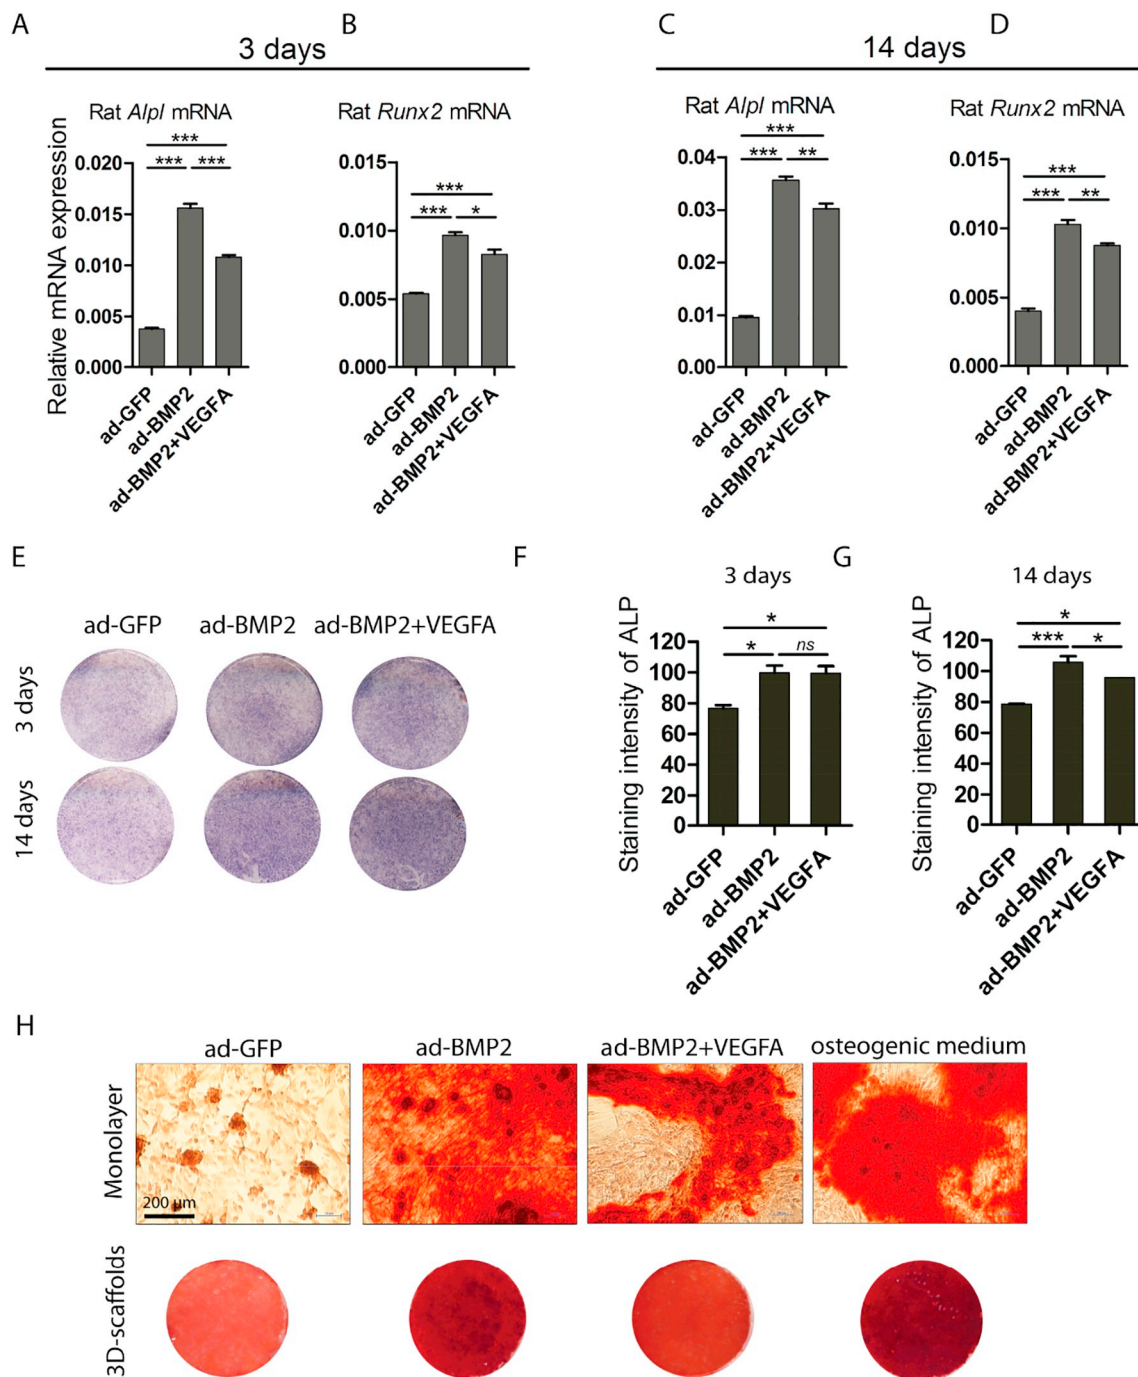 A
B
C
D
3 days
14 days
Rat Alpl mRNA
Rat Runx2 mRNA
Rat Alpl mRNA
Rat Runx2 mRNA
Relative mRNA expression
***
*** ***
0.020
0.015
0.010
0.005
0.000
ad-GFP
ad-BMP2
ad-BMP2+VEGFA
***
*** *
0.015
0.010
0.005
0.000
ad-GFP
ad-BMP2
ad-BMP2+VEGFA
***
*** **
0.04
0.03
0.02
0.01
0.00
ad-GFP
ad-BMP2
ad-BMP2+VEGFA
***
*** **
0.015
0.010
0.005
0.000
ad-GFP
ad-BMP2
ad-BMP2+VEGFA
E
ad-GFP ad-BMP2 ad-BMP2+VEGFA
3 days
14 days
F
3 days
Staining intensity of ALP
*
* ns
120
100
80
60
40
20
0
ad-GFP
ad-BMP2
ad-BMP2+VEGFA
G
14 days
Staining intensity of ALP
*
*** *
120
100
80
60
40
20
0
ad-GFP
ad-BMP2
ad-BMP2+VEGFA
H
ad-GFP ad-BMP2 ad-BMP2+VEGFA osteogenic medium
Monolayer
200 µm
3D-scaffolds